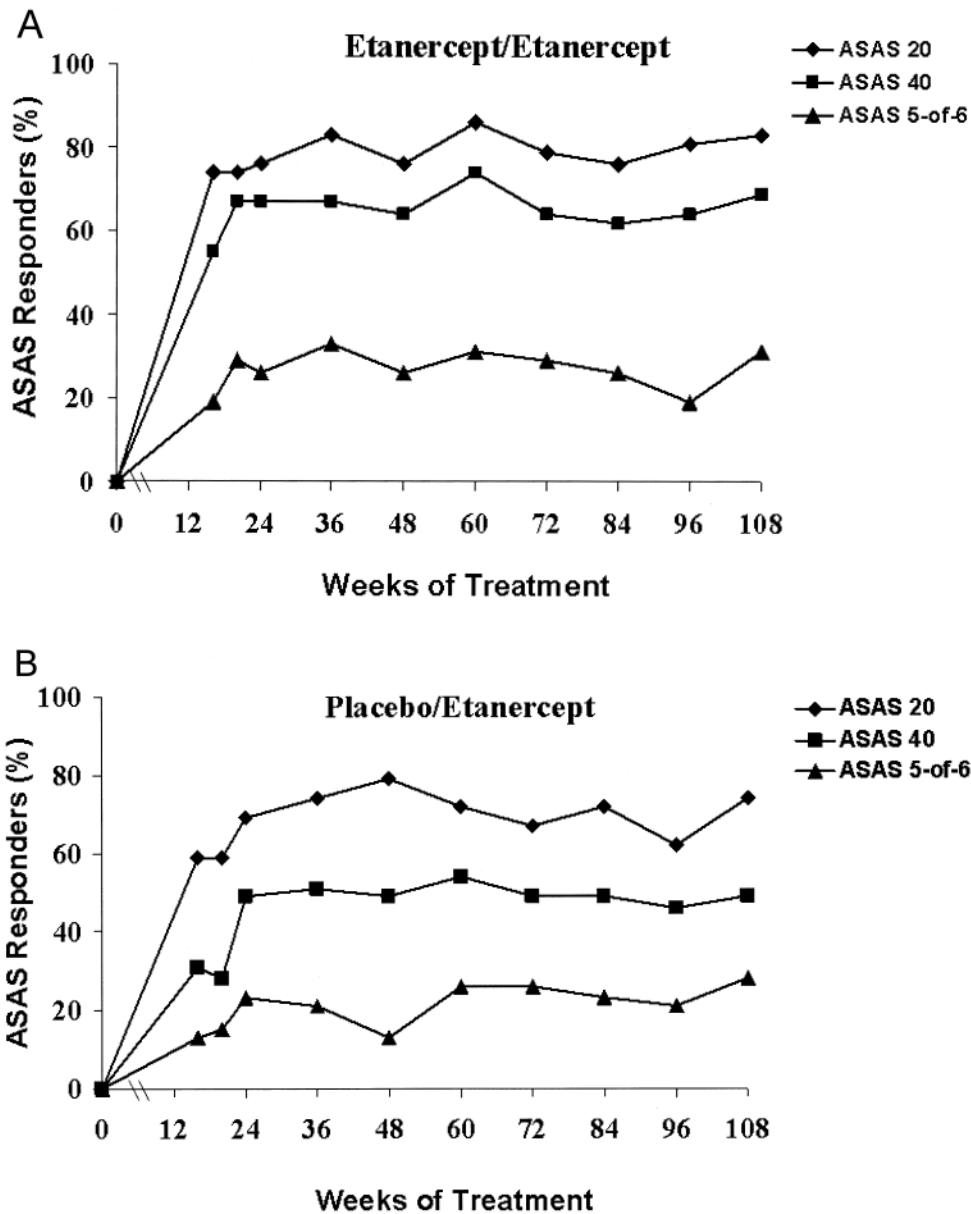 A
Etanercept/Etanercept
ASAS 20
ASAS 40
ASAS 5-of-6
ASAS Responders (%)
100
80
60
40
20
0
0 12 24 36 48 60 72 84 96 108
Weeks of Treatment
B
Placebo/Etanercept
ASAS 20
ASAS 40
ASAS 5-of-6
ASAS Responders (%)
100
80
60
40
20
0
0 12 24 36 48 60 72 84 96 108
Weeks of Treatment